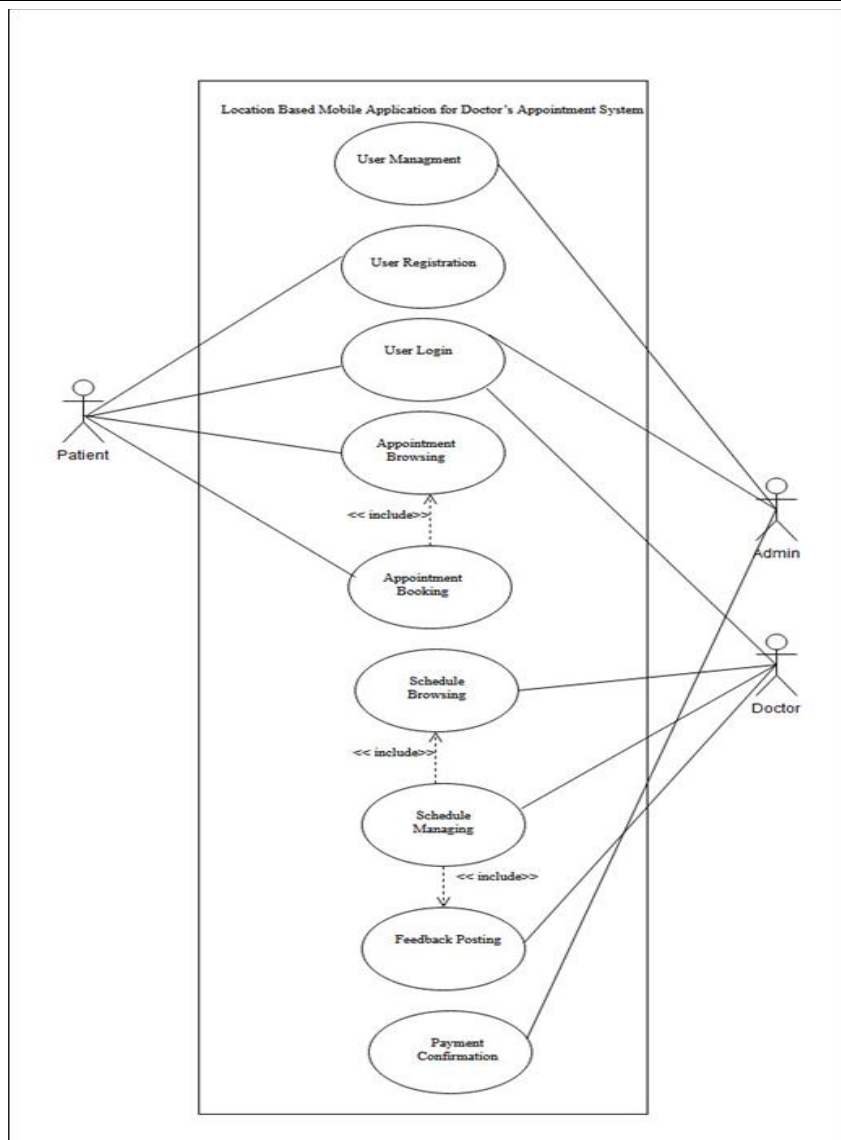 Location Based Mobile Application for Doctor's Appointment System
User Managment
User Registration
User Login
Patient
Appointment
Browsing
<< include>>
Admin
Appointment
Booking
Schedule
Browsing
Doctor
<< include>>
Schedule
Managing
<< include>>
Feedback Posting
Payment
Confirmation